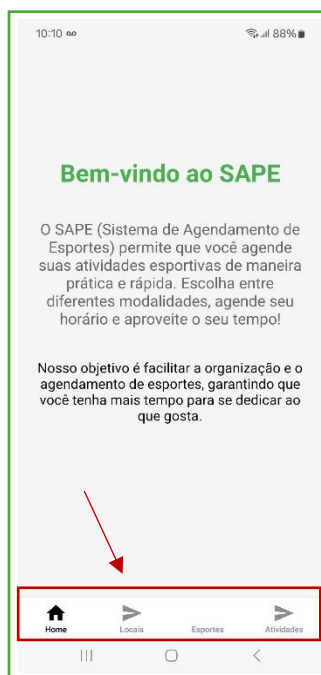 10:10 88%
Bem-vindo ao SAPE
O SAPE (Sistema de Agendamento de
Esportes) permite que você agende
suas atividades esportivas de maneira
prática e rápida. Escolha entre
diferentes modalidades, agende seu
horário e aproveite o seu tempo!
Nosso objetivo é facilitar a organização e o
agendamento de esportes, garantindo que
você tenha mais tempo para se dedicar ao
que gosta.
Home Locais Esportes Atividades